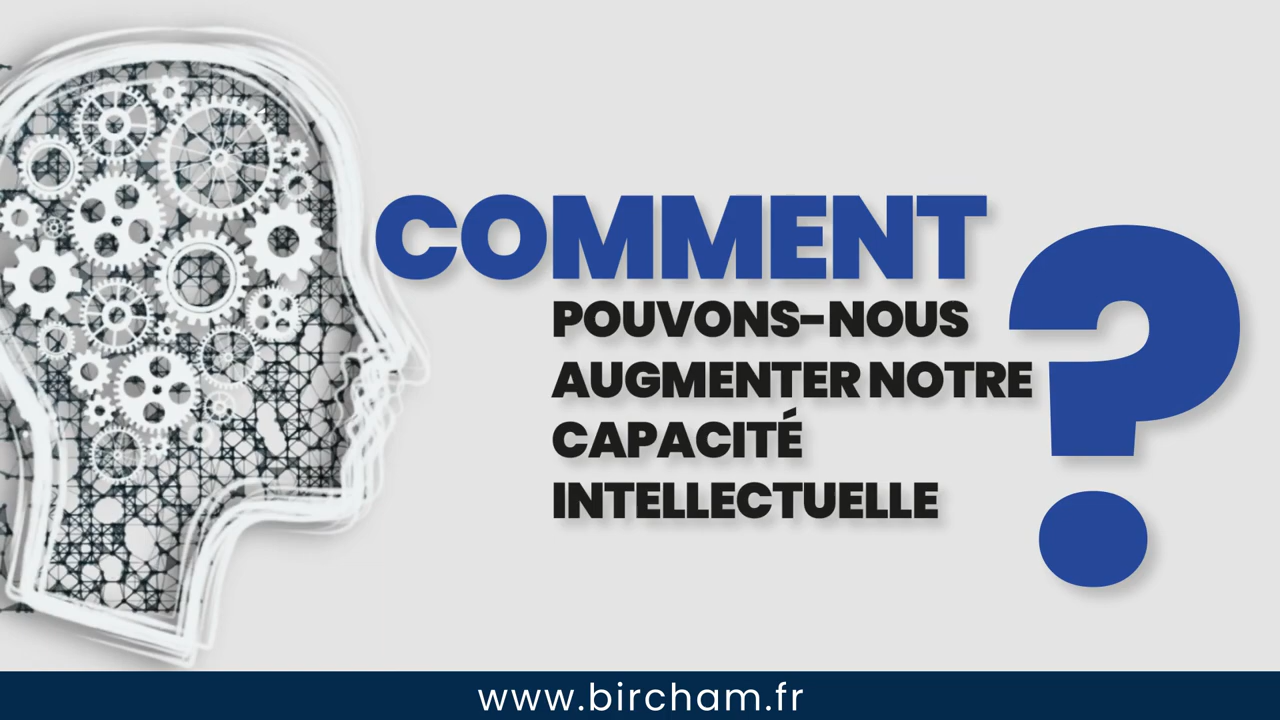 COMMENT
POUVONS-NOUS
AUGMENTER NOTRE
CAPACITÉ
INTELLECTUELLE
?
www.bircham.fr